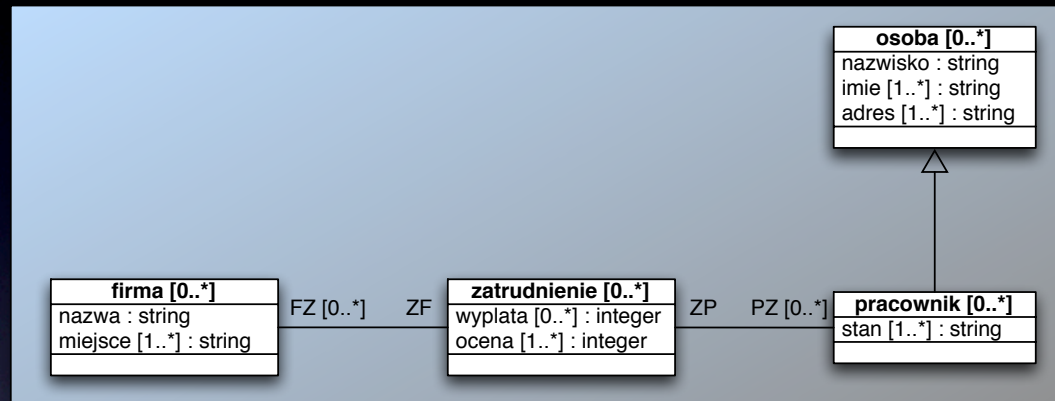 osoba [0..*]
nazwisko : string
imie [1..*] : string
adres [1..*] : string
firma [0..*]
nazwa : string
miejsce [1..*] : string
FZ [0..*]
ZF
zatrudnienie [0..*]
wyplata [0..*] : integer
ocena [1..*] : integer
ZP
PZ [0..*]
pracownik [0..*]
stan [1..*] : string